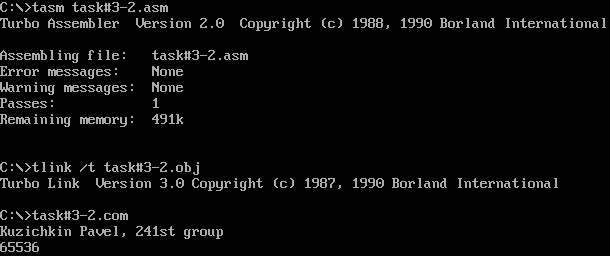 C:\>tasm task#3-2.asm
Turbo Assembler  Version 2.0  Copyright (c) 1988, 1990 Borland International
Assembling file:   task#3-2.asm
Error messages:    None
Warning messages:  None
Passes:            1
Remaining memory:  491k
C:\>tlink /t task#3-2.obj
Turbo Link  Version 3.0 Copyright (c) 1987, 1990 Borland International
C:\>task#3-2.com
Kuzichkin Pavel, 241st group
65536